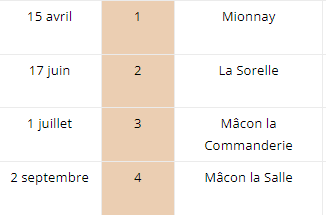 15 avril 1 Mionnay
17 juin 2 La Sorelle
1 juillet 3 Mâcon la
Commanderie
2 septembre 4 Mâcon la Salle